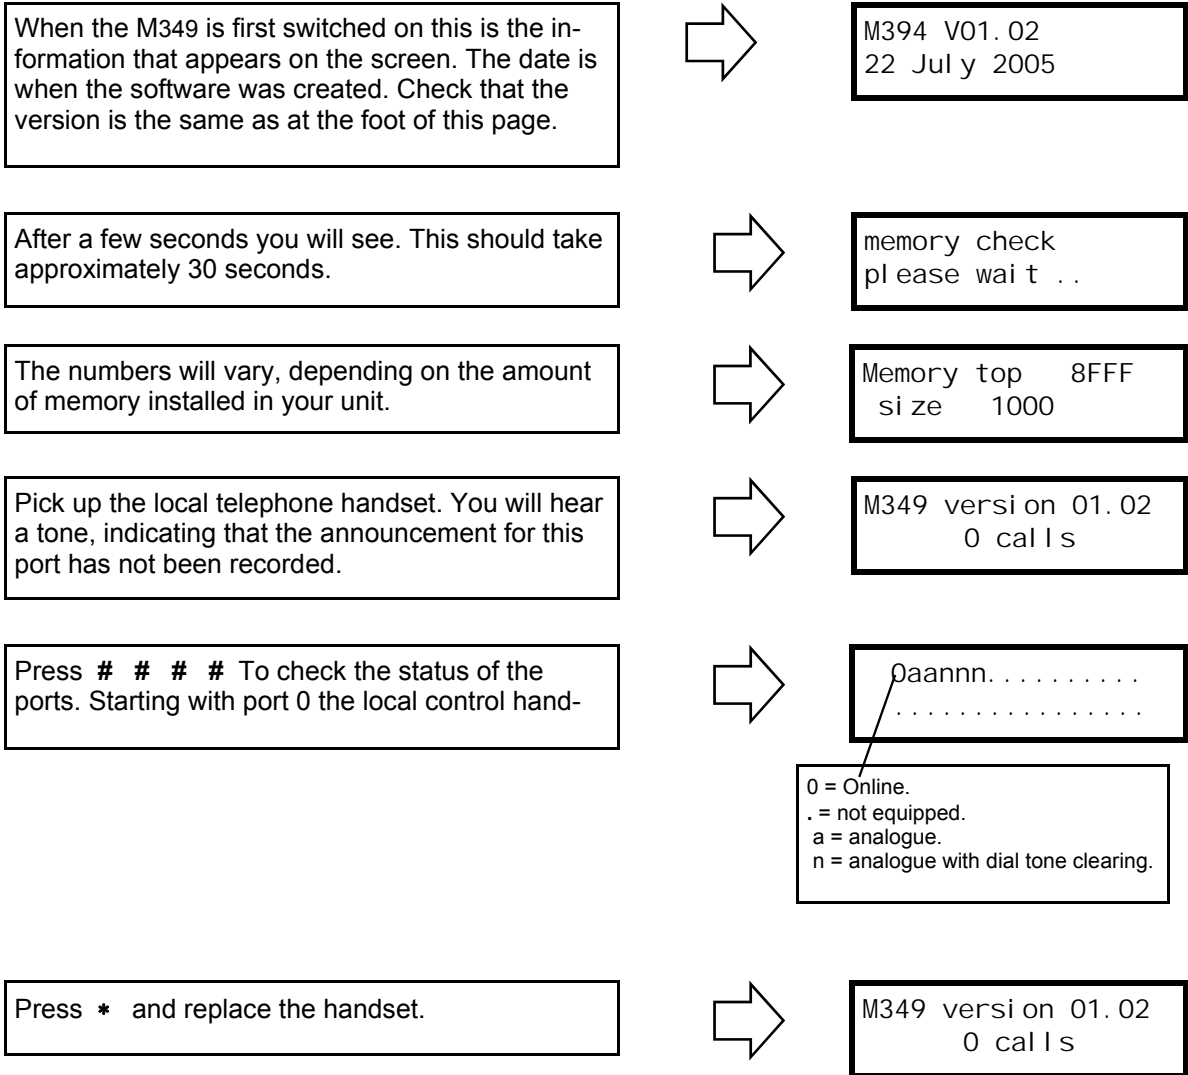 When the M349 is first switched on this is the in-
formation that appears on the screen. The date is
when the software was created. Check that the
version is the same as at the foot of this page.
M394 V01.02
22 July 2005
After a few seconds you will see. This should take
approximately 30 seconds.
memory check
please wait ..
The numbers will vary, depending on the amount
of memory installed in your unit.
Memory top 8FFF
size 1000
Pick up the local telephone handset. You will hear
a tone, indicating that the announcement for this
port has not been recorded.
M349 version 01.02
0 calls
Press # # # # To check the status of the
ports. Starting with port 0 the local control hand-
0aannn..........
................
0 = Online.
. = not equipped.
a = analogue.
n = analogue with dial tone clearing.
Press * and replace the handset.
M349 version 01.02
0 calls